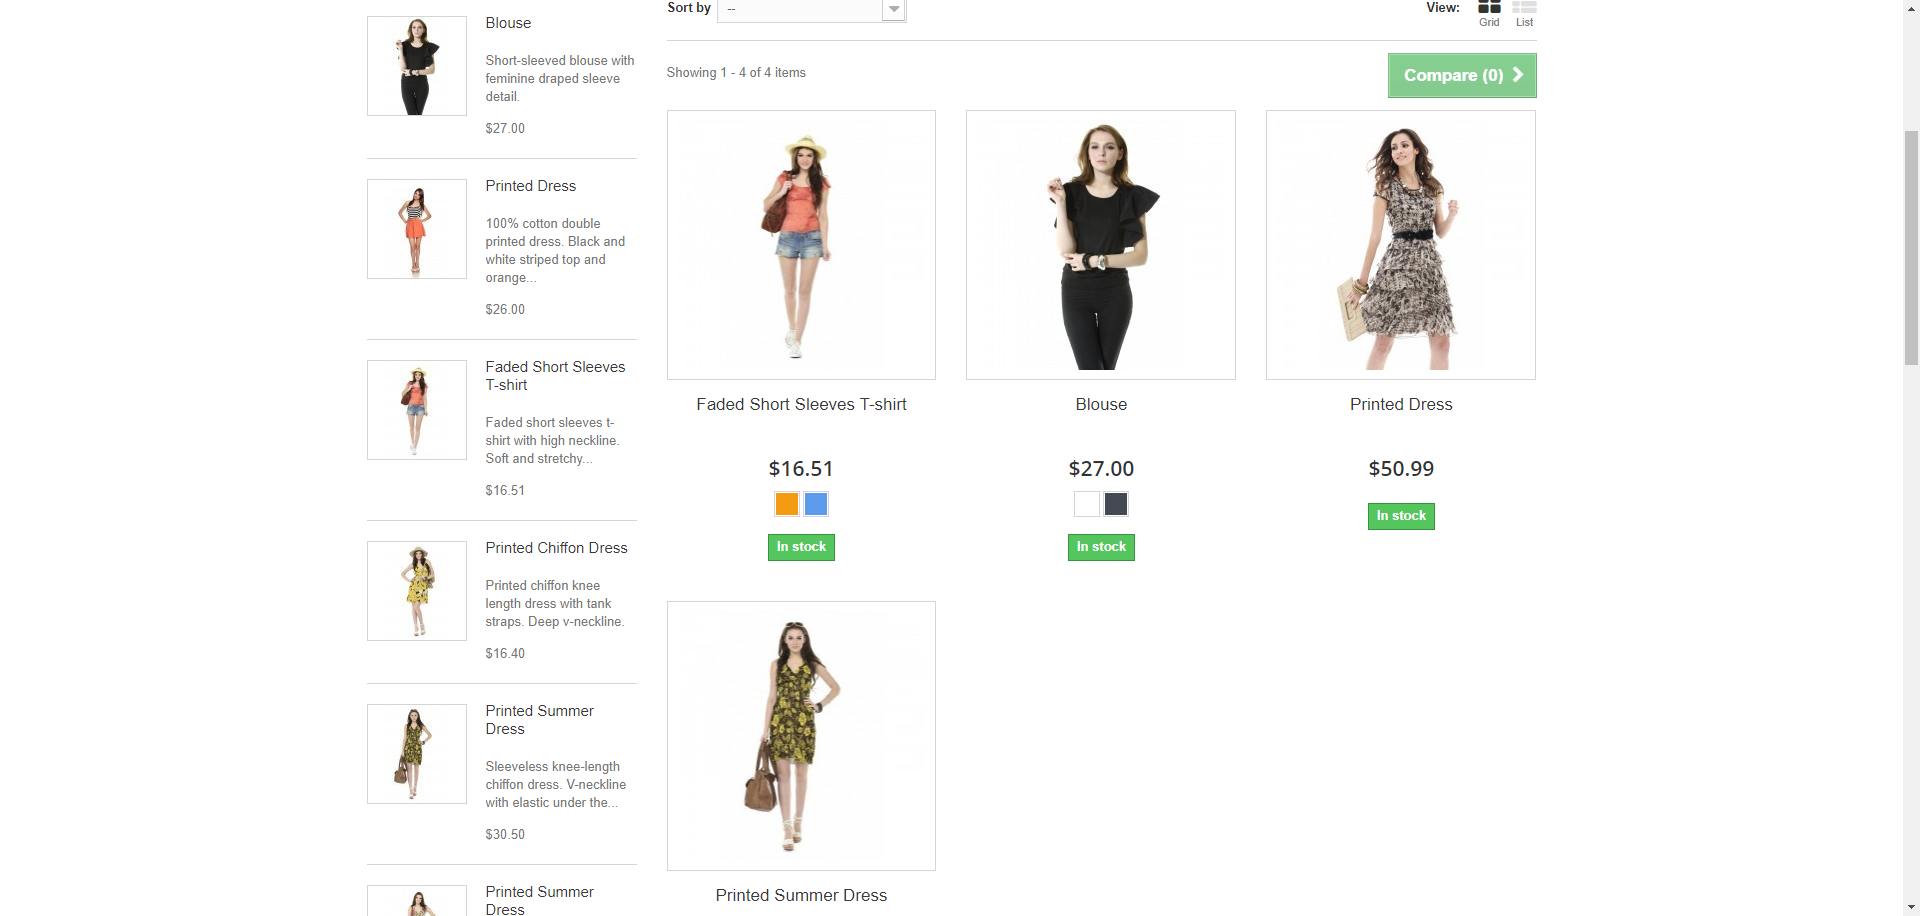 Blouse
Short-sleeved blouse with
feminine draped sleeve
detail.
$27.00
Printed Dress
100% cotton double
printed dress. Black and
white striped top and
orange...
$26.00
Faded Short Sleeves
T-shirt
Faded short sleeves t-
shirt with high neckline.
Soft and stretchy...
$16.51
Printed Chiffon Dress
Printed chiffon knee
length dress with tank
straps. Deep v-neckline.
$16.40
Printed Summer
Dress
Sleeveless knee-length
chiffon dress. V-neckline
with elastic under the...
$30.50
Printed Summer
Dress
Sort by --
View: Grid List
Showing 1 - 4 of 4 items
Compare (0)
Faded Short Sleeves T-shirt
$16.51
In stock
Blouse
$27.00
In stock
Printed Dress
$50.99
In stock
Printed Summer Dress